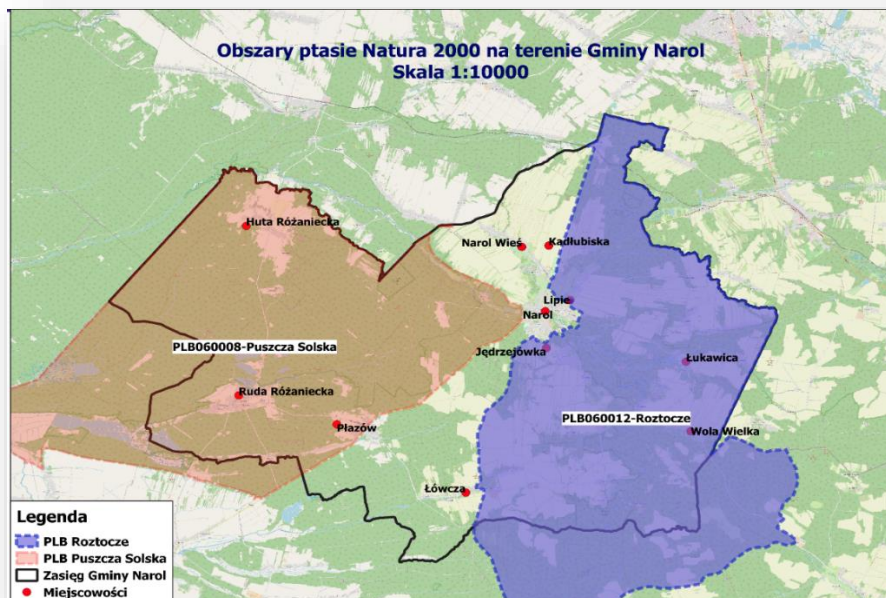 Obszary ptasie Natura 2000 na terenie Gminy Narol
Skala 1:10000
Huta Różaniecka
Narol Wieś
Kadłubiska
Lipie
Narol
PLB060008-Puszcza Solska
Jędrzejówka
Łukawica
Ruda Różaniecka
PLB060012-Roztocze
Płazów
Wola Wielka
Łówcza
Legenda
PLB Roztocze
PLB Puszcza Solska
Zasięg Gminy Narol
Miejscowości